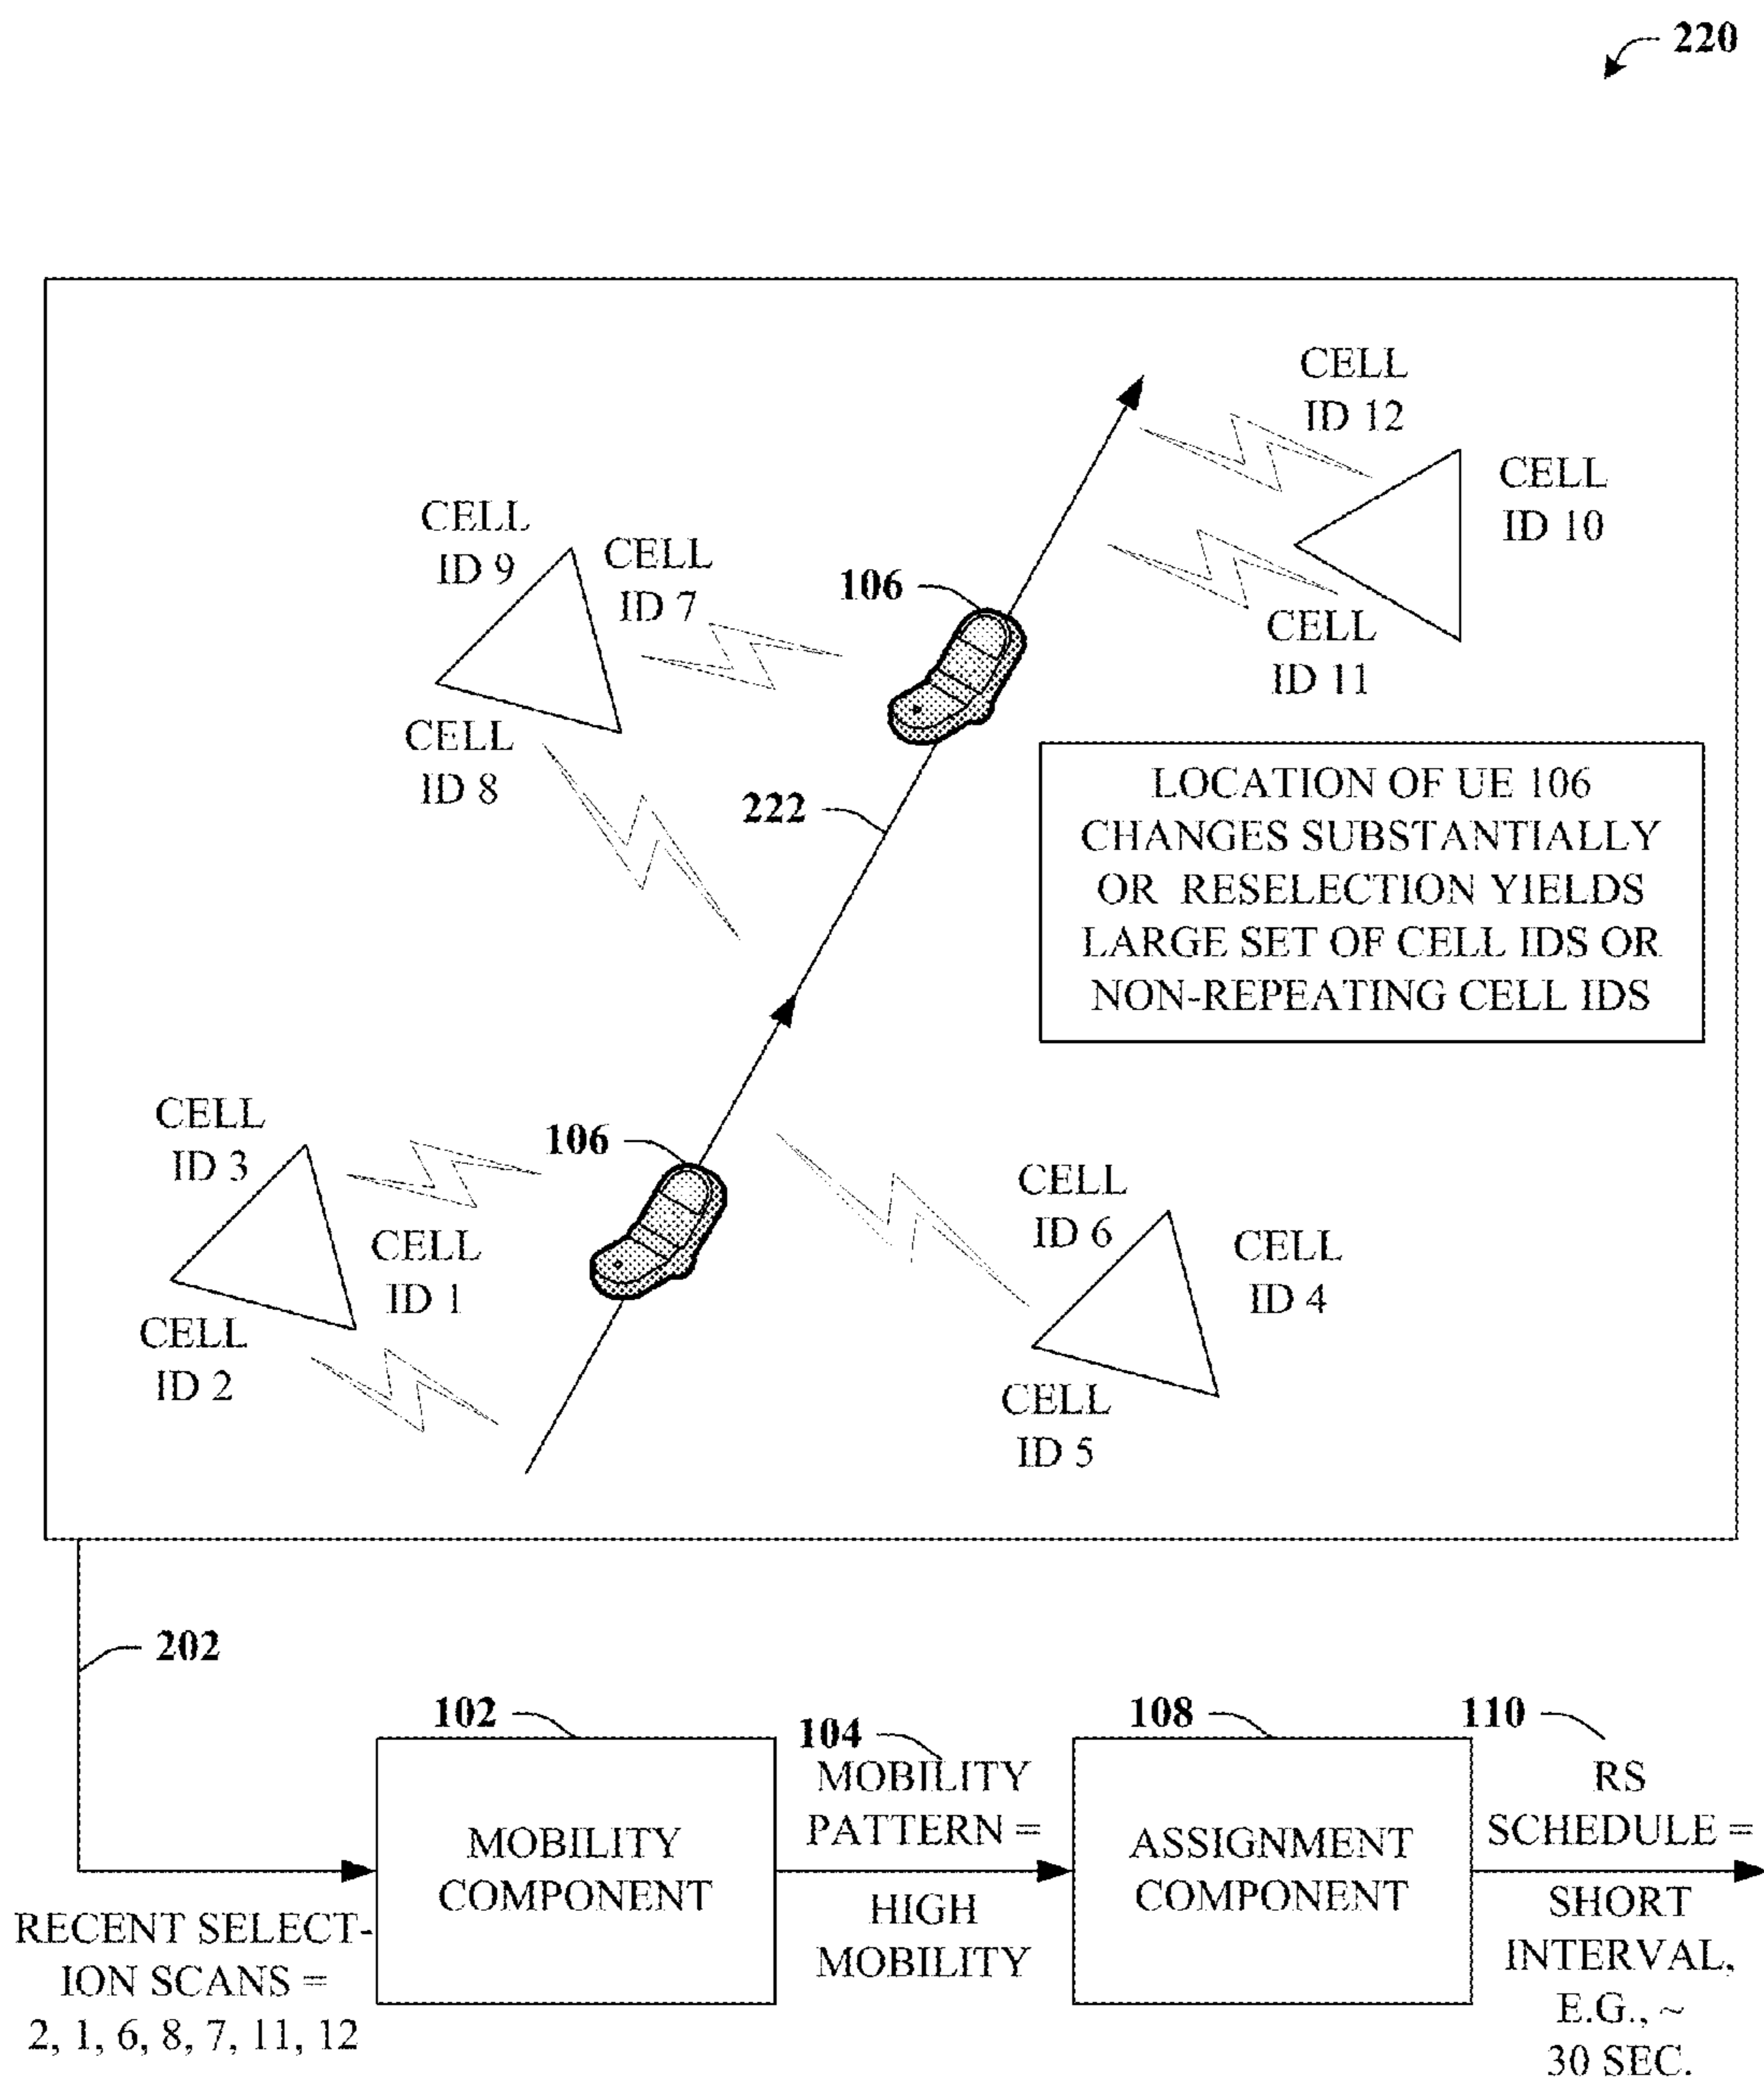 220
CELL
ID 12
CELL
ID 10
CELL
ID 9
CELL
ID 7
106
CELL
ID 11
CELL
ID 8
222
LOCATION OF UE 106
CHANGES SUBSTANTIALLY
OR RESELECTION YIELDS
LARGE SET OF CELL IDS OR
NON-REPEATING CELL IDS
CELL
ID 3
106
CELL
ID 6
CELL
ID 1
CELL
ID 4
CELL
ID 2
CELL
ID 5
202
102
104
108
110
MOBILITY
COMPONENT
MOBILITY
PATTERN =
HIGH
MOBILITY
ASSIGNMENT
COMPONENT
RS
SCHEDULE =
SHORT
INTERVAL,
E.G., ~
30 SEC.
RECENT SELECT-
ION SCANS =
2, 1, 6, 8, 7, 11, 12